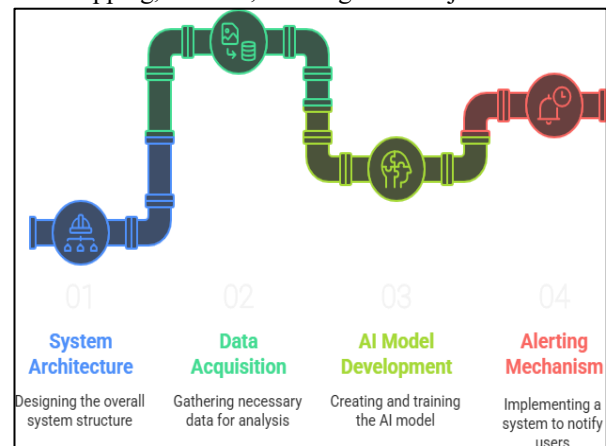 01
02
03
04
System
Architecture
Data
Acquisition
AI Model
Development
Alerting
Mechanism
Designing the overall
system structure
Gathering necessary
data for analysis
Creating and training
the AI model
Implementing a
system to notify
users